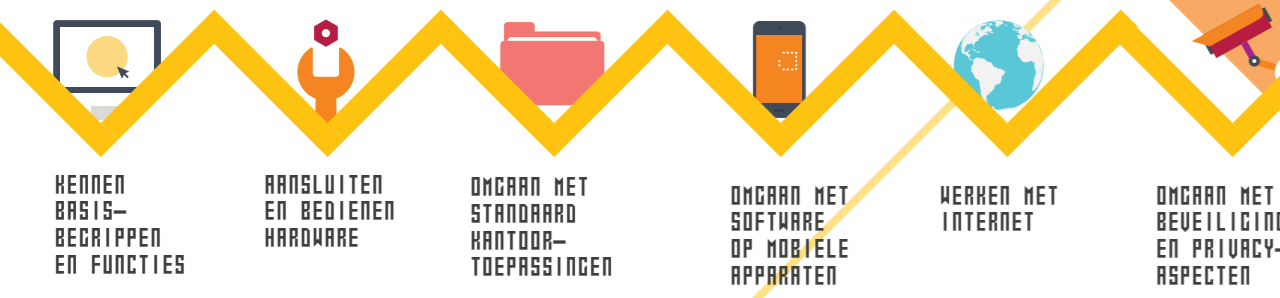 KENNEN
BASIS-
BEGRIPPEN
EN FUNCTIES
AANSLUITEN
EN BEDIENEN
HARDWARE
OMGAAN MET
STANDAARD
KANTOOR-
TOEPASSINGEN
OMGAAN MET
SOFTWARE
OP MOBIELE
APPARATEN
WERKEN MET
INTERNET
OMGAAN MET
BEVEILIGING
EN PRIVACY-
ASPECTEN